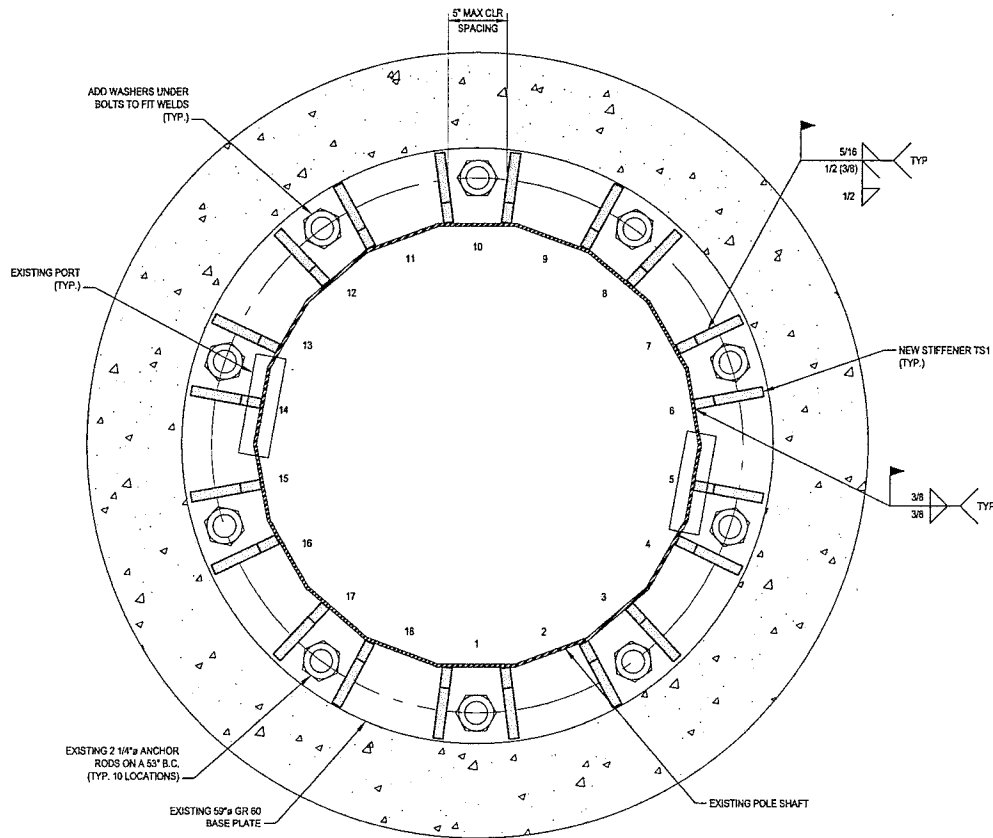 5" MAX CLR
SPACING
ADD WASHERS UNDER
BOLTS TO FIT WELDS
(TYP.)
5/16
1/2 (3/8)
TYP
1/2
EXISTING PORT
(TYP.)
10
11
9
12
8
13
7
NEW STIFFENER TS1
(TYP.)
14
6
15
5
3/8
3/8
TYP
16
4
17
3
18
1
2
EXISTING 2 1/4"ø ANCHOR
RODS ON A 53" B.C.
(TYP. 10 LOCATIONS)
EXISTING 59"ø GR 60
BASE PLATE
EXISTING POLE SHAFT